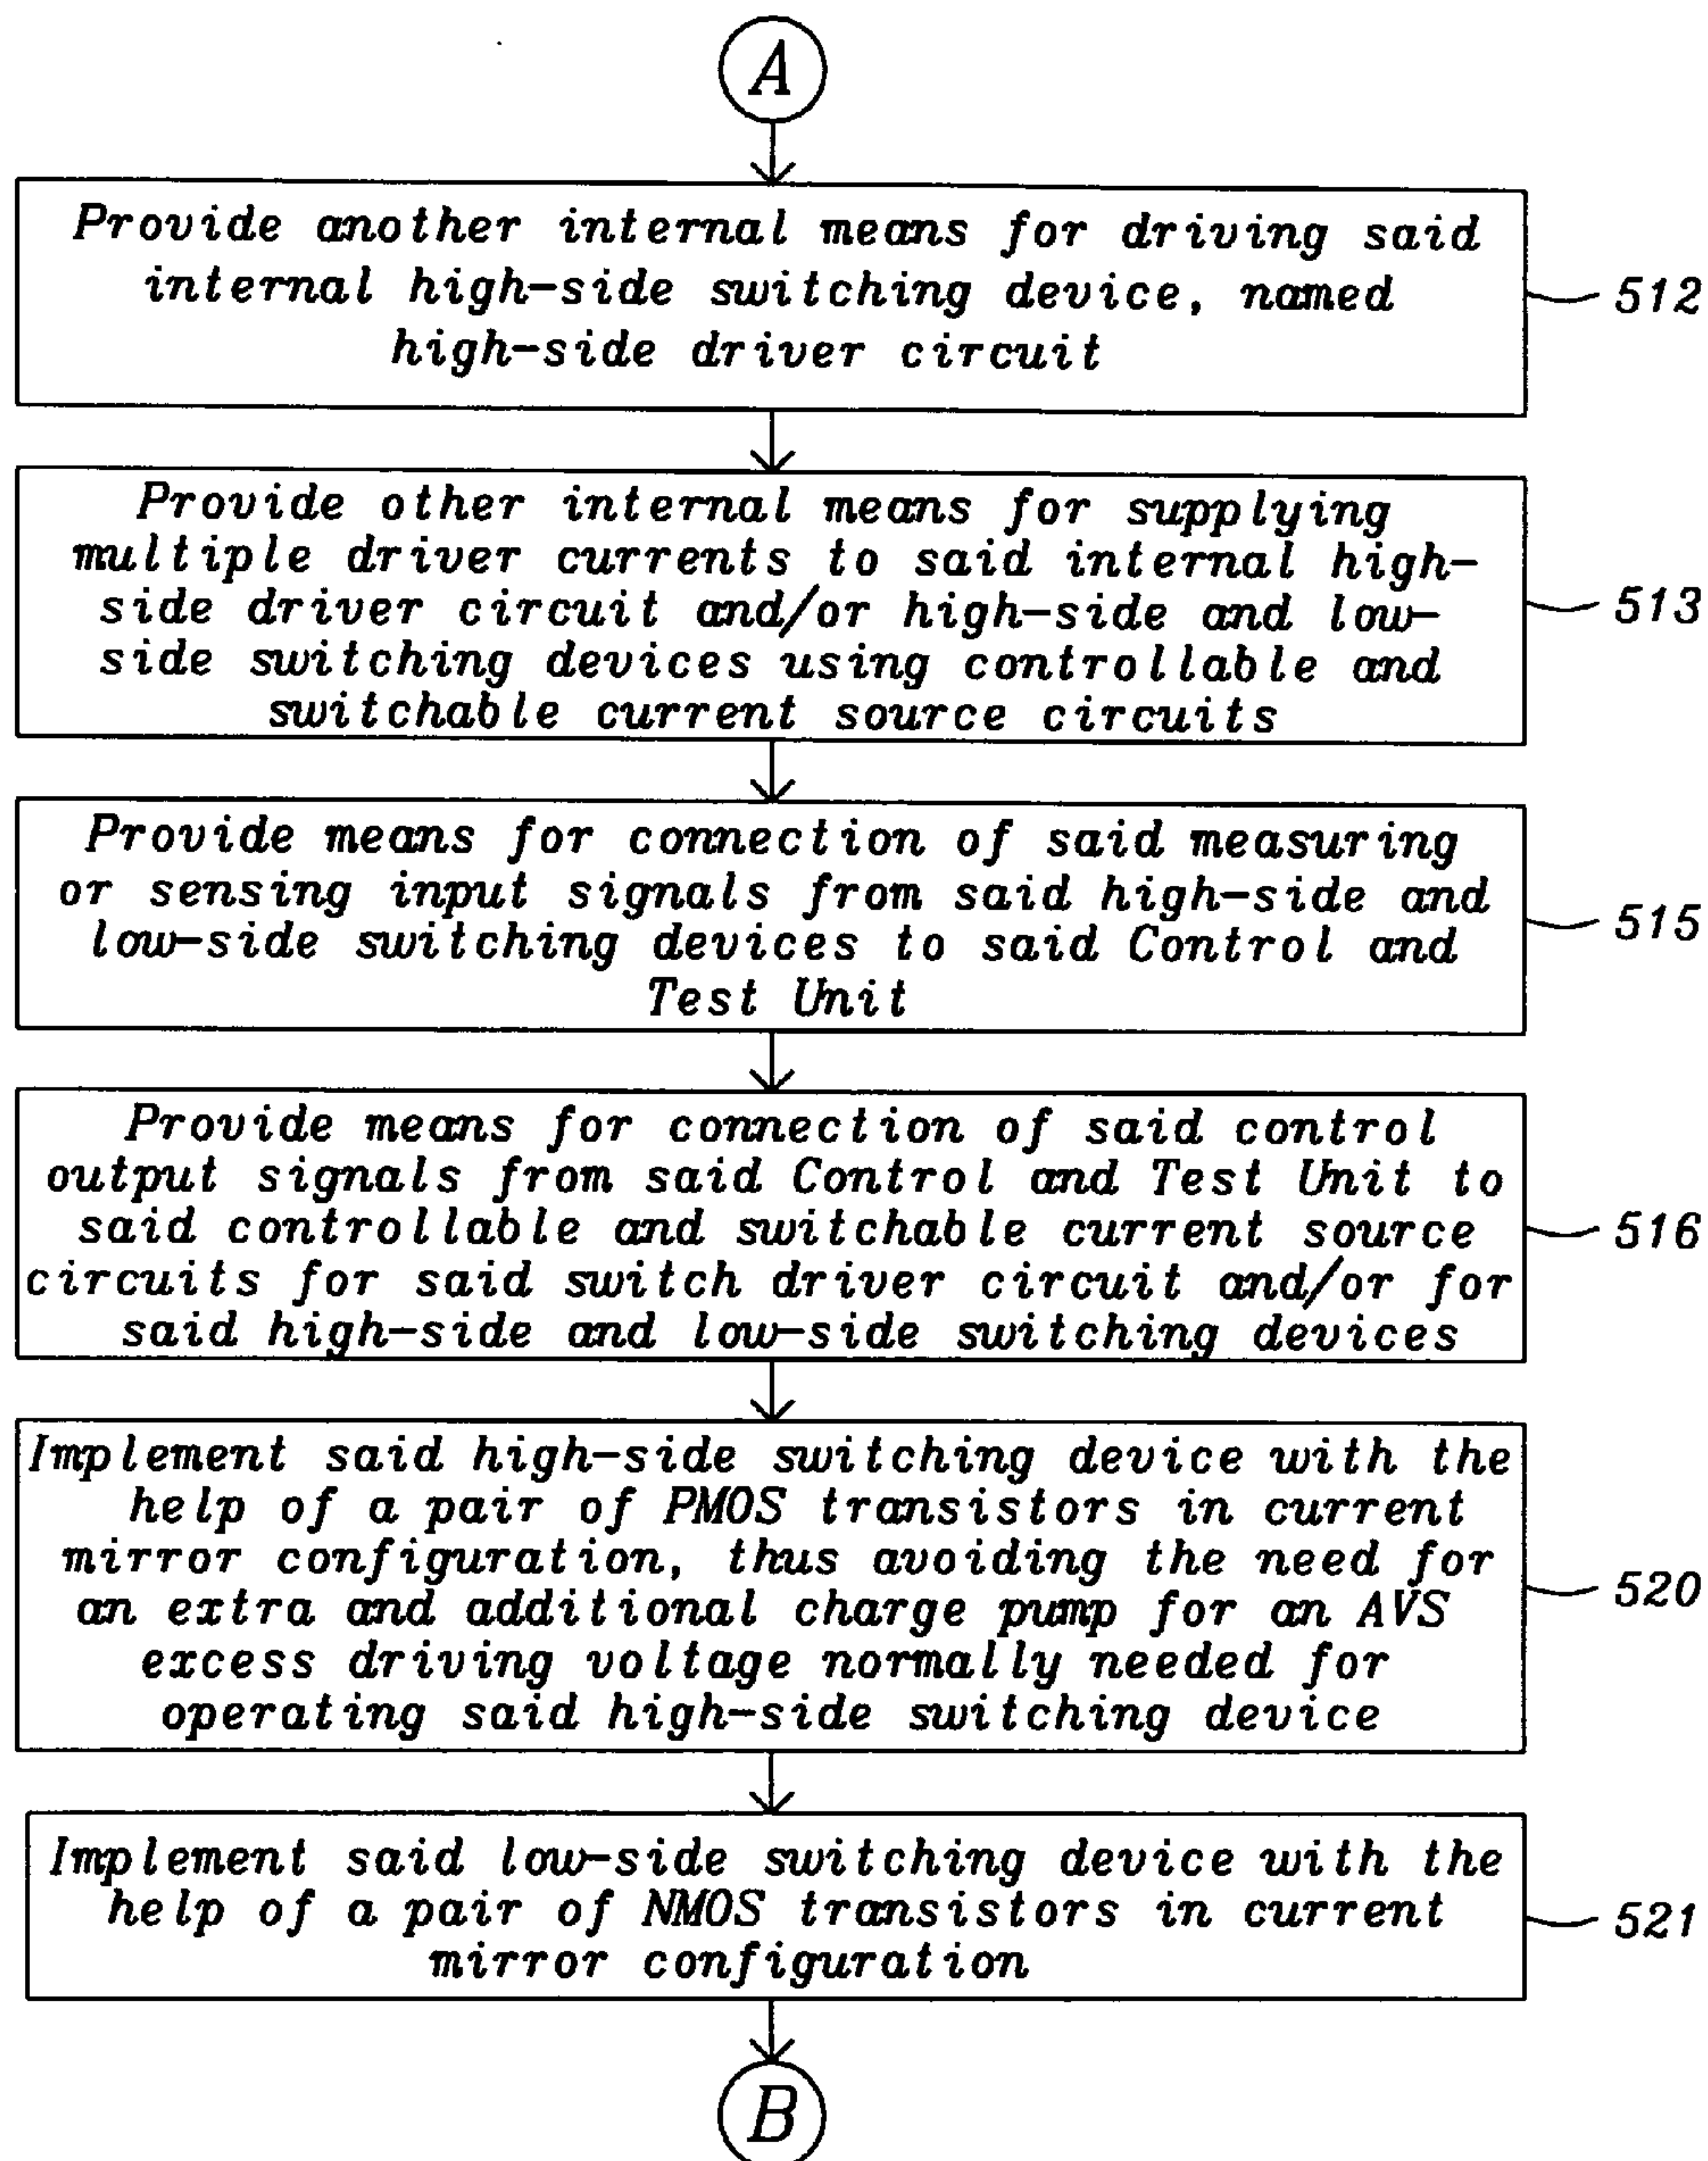 A
Provide another internal means for driving said
internal high-side switching device, named
high-side driver circuit
512
Provide other internal means for supplying
multiple driver currents to said internal high-
side driver circuit and/or high-side and low-
side switching devices using controllable and
switchable current source circuits
513
Provide means for connection of said measuring
or sensing input signals from said high-side and
low-side switching devices to said Control and
Test Unit
515
Provide means for connection of said control
output signals from said Control and Test Unit to
said controllable and switchable current source
circuits for said switch driver circuit and/or for
said high-side and low-side switching devices
516
Implement said high-side switching device with the
help of a pair of PMOS transistors in current
mirror configuration, thus avoiding the need for
an extra and additional charge pump for an AVS
excess driving voltage normally needed for
operating said high-side switching device
520
Implement said low-side switching device with the
help of a pair of NMOS transistors in current
mirror configuration
521
B